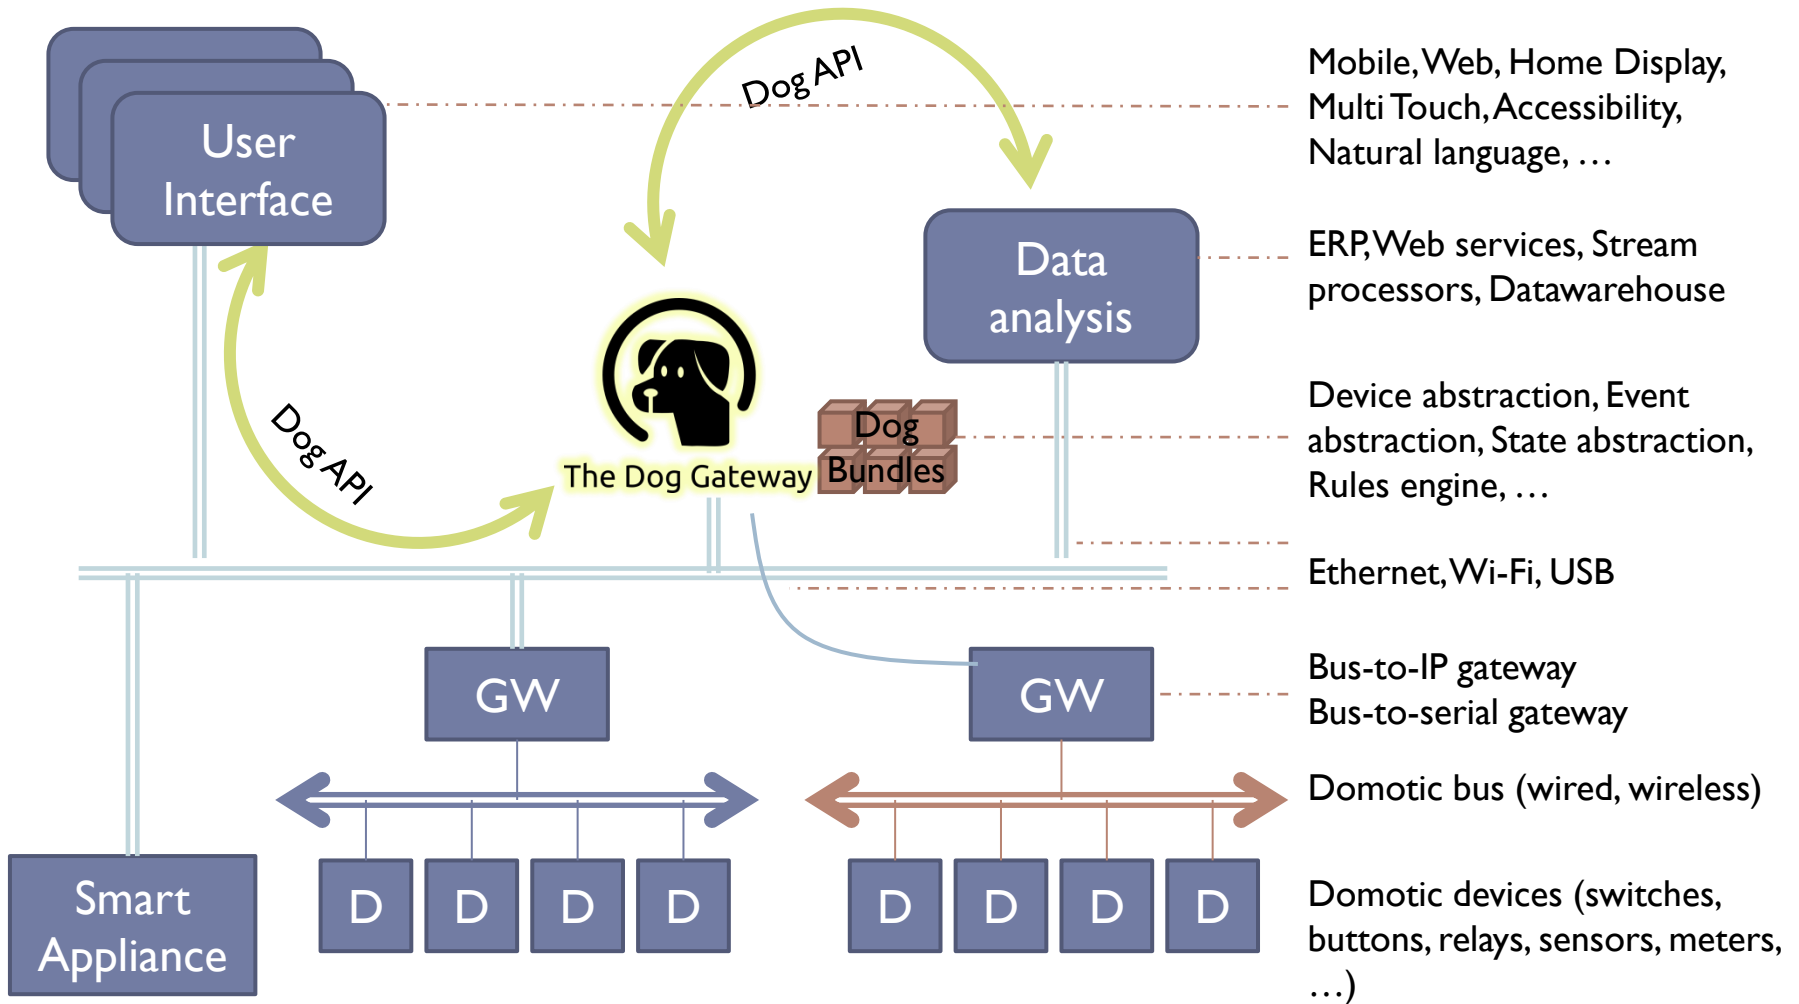 Dog API
Mobile, Web, Home Display,
Multi Touch, Accessibility,
Natural language, …
User
Interface
ERP, Web services, Stream
processors, Datawarehouse
Data
analysis
Dog API
Device abstraction, Event
abstraction, State abstraction,
Rules engine, …
The Dog Gateway
Dog
Bundles
Ethernet, Wi-Fi, USB
GW
GW
Bus-to-IP gateway
Bus-to-serial gateway
Domotic bus (wired, wireless)
Smart
Appliance
D
D
D
D
D
D
D
D
Domotic devices (switches,
buttons, relays, sensors, meters,
…)